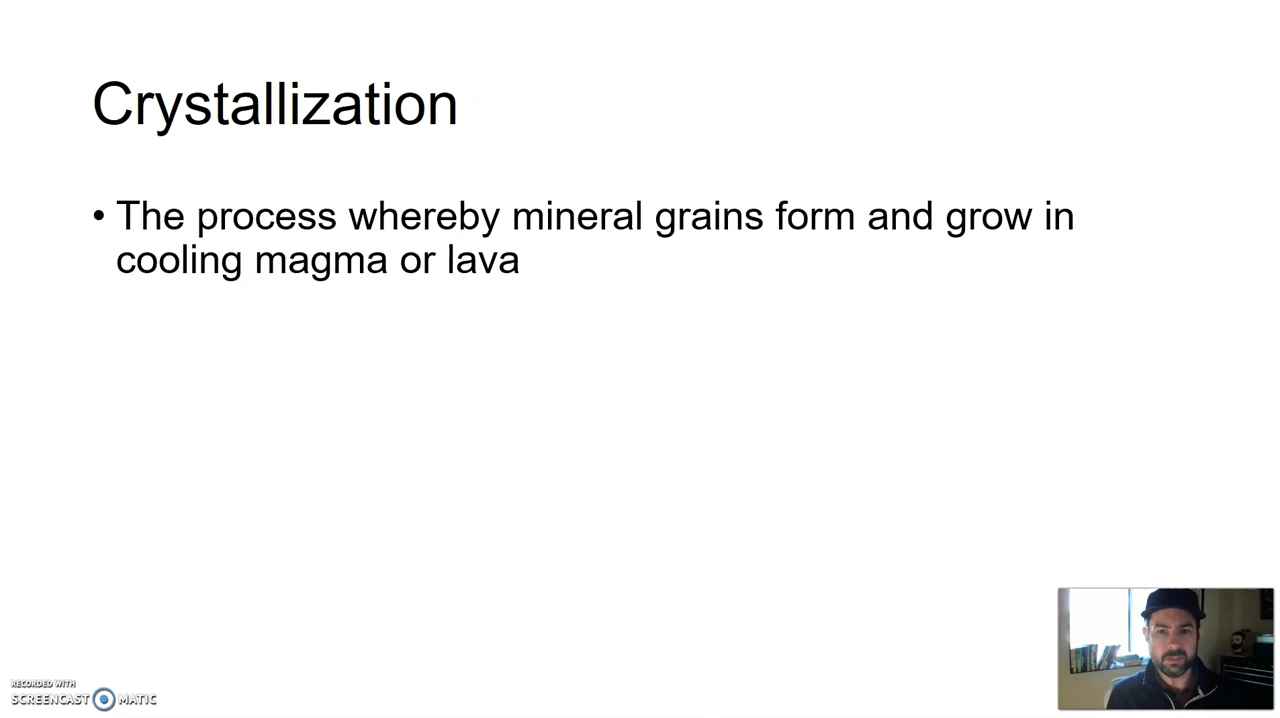 Crystallization
• The process whereby mineral grains form and grow in
cooling magma or lava
RECORDED WITH
SCREENCAST MATIC